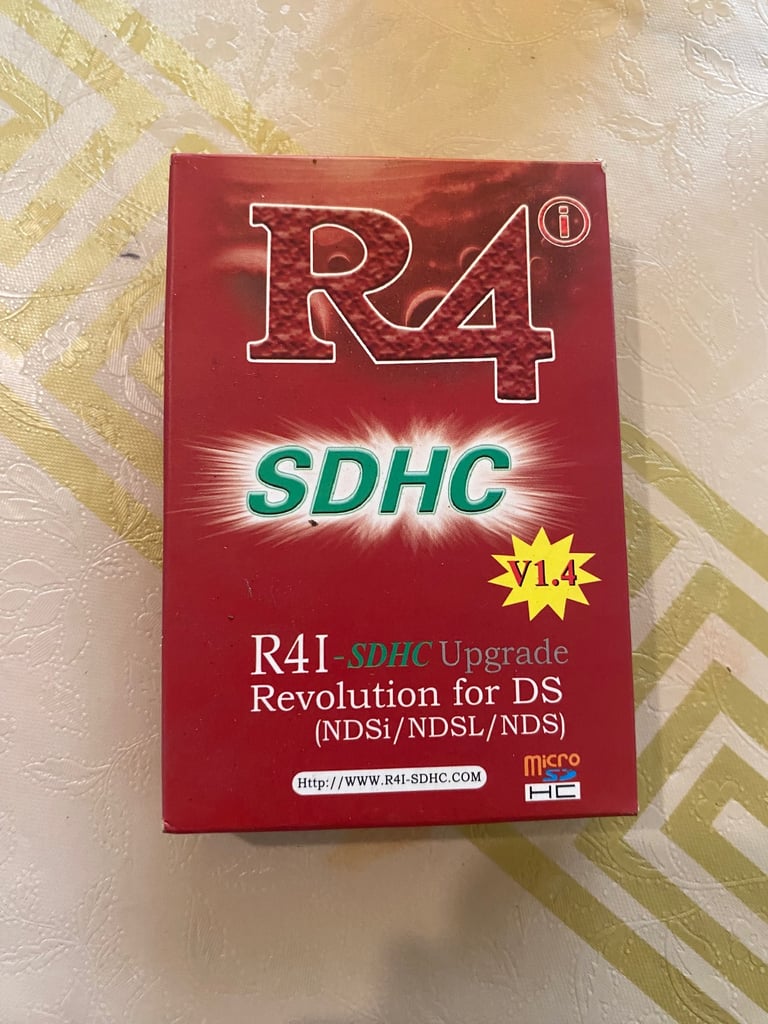 R4 i
SDHC
V1.4
R4I-SDHC Upgrade
Revolution for DS
(NDSi/NDSL/NDS)
Http://WWW.R4I-SDHC.COM
Micro
SD
HC